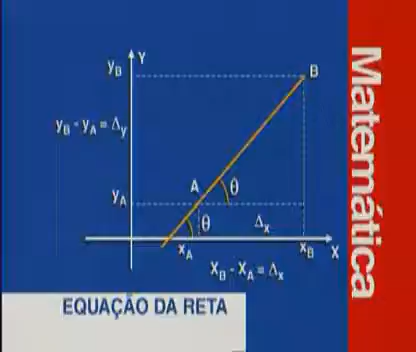 Y
y_B
B
y_B - y_A = Δ_y
y_A
A
θ
θ
Δ_x
x_A
x_B
X
X_B - X_A = Δ_x
EQUAÇÃO DA RETA
Matemática